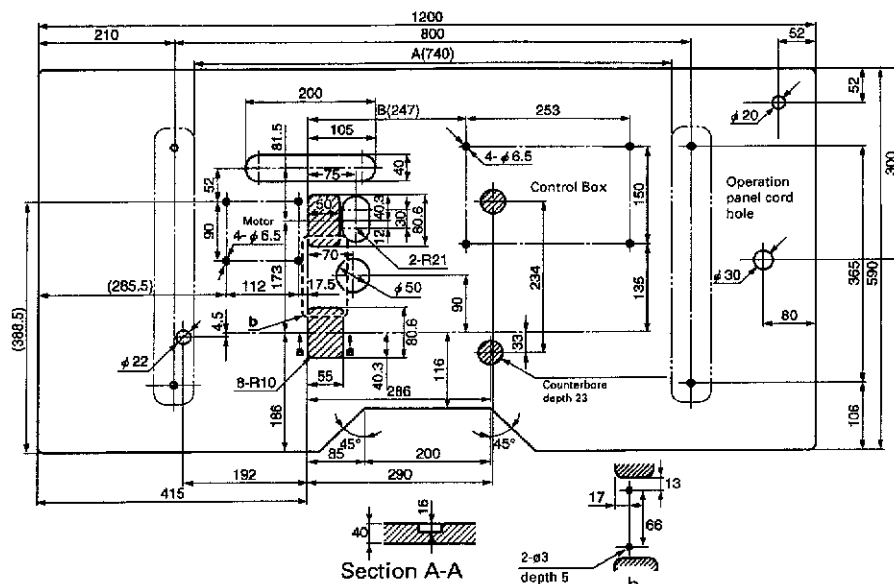 1200
210
800
52
A(740)
52
200
B(247)
253
ϕ20
81.5
105
300
75
40
4-ϕ6.5
52
Control Box
Operation
panel cord
hole
50
40.3
30
80.6
150
Motor
4-ϕ6.5
12
90
173
2-R21
70
234
ϕ30
365
590
(285.5)
112
17.5
ϕ50
90
135
(388.5)
4.5
b
80.6
80
33
ϕ22
a
a
8-R10
55
40.3
116
Counterbore
depth 23
286
186
106
45°
45°
85
200
192
290
415
16
40
Section A-A
17
13
66
2-ø3
depth 5
b